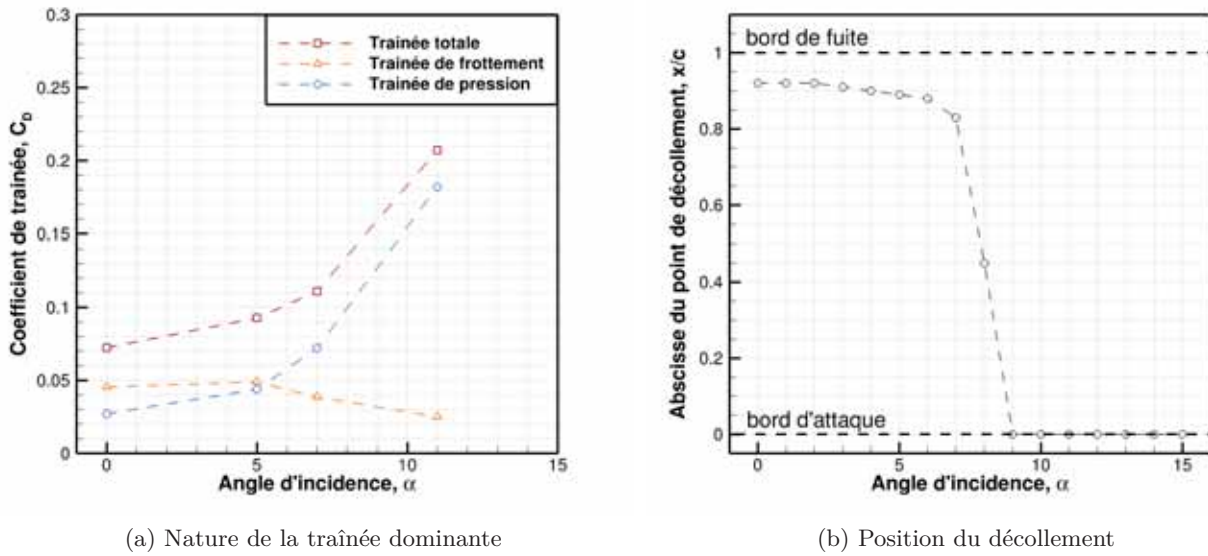 0.3
0.25
0.2
0.15
0.1
0.05
0
Coefficient de trainée, C_D
Trainée totale
Trainée de frottement
Trainée de pression
0 5 10 15
Angle d'incidence, α
(a) Nature de la traînée dominante
bord de fuite
1
0.8
0.6
0.4
0.2
0
Abscisse du point de décollement, x/c
bord d'attaque
0 5 10 15
Angle d'incidence, α
(b) Position du décollement